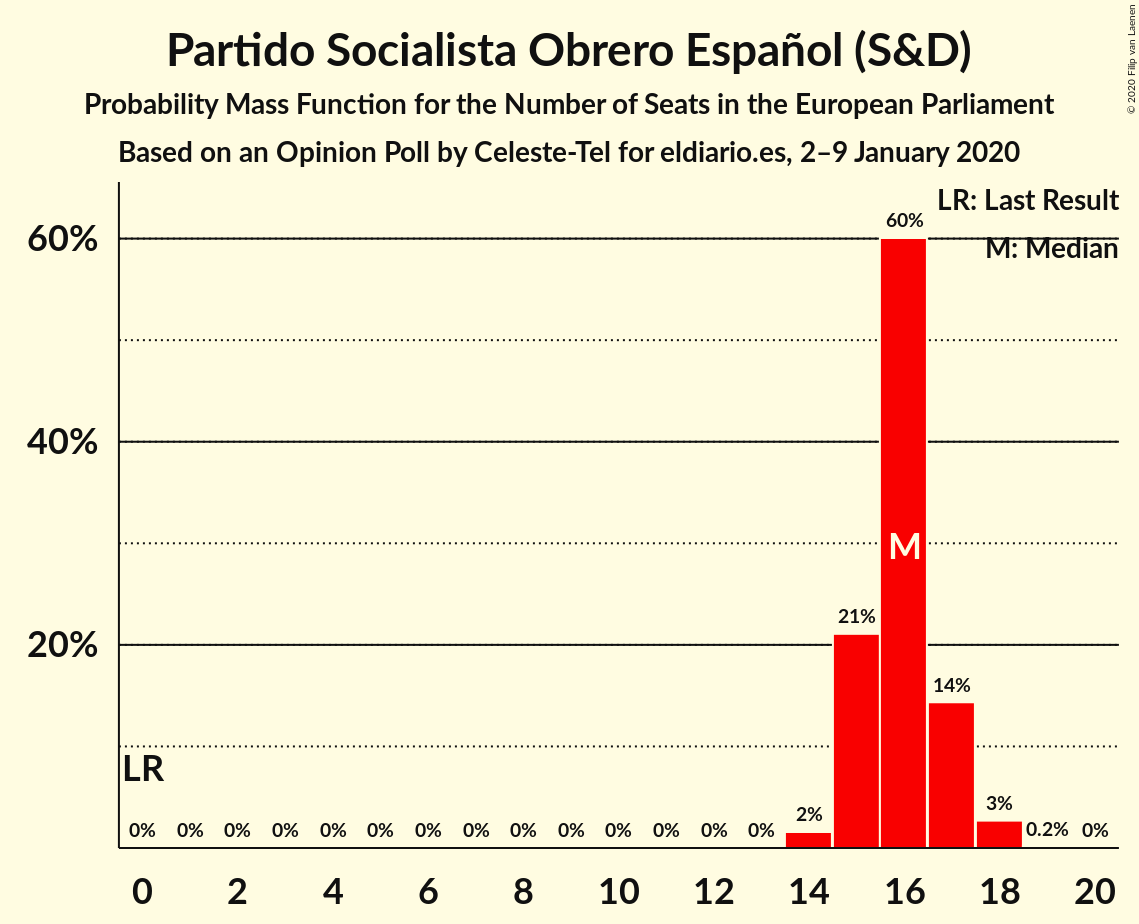 Partido Socialista Obrero Español (S&D)
Probability Mass Function for the Number of Seats in the European Parliament
Based on an Opinion Poll by Celeste-Tel for eldiario.es, 2–9 January 2020
© 2020 Filip van Laenen
LR: Last Result
M: Median
60%
40%
20%
60%
M
21%
14%
LR
0% 0% 0% 0% 0% 0% 0% 0% 0% 0% 0% 0% 0% 0% 2% 3% 0.2% 0%
0 2 4 6 8 10 12 14 16 18 20